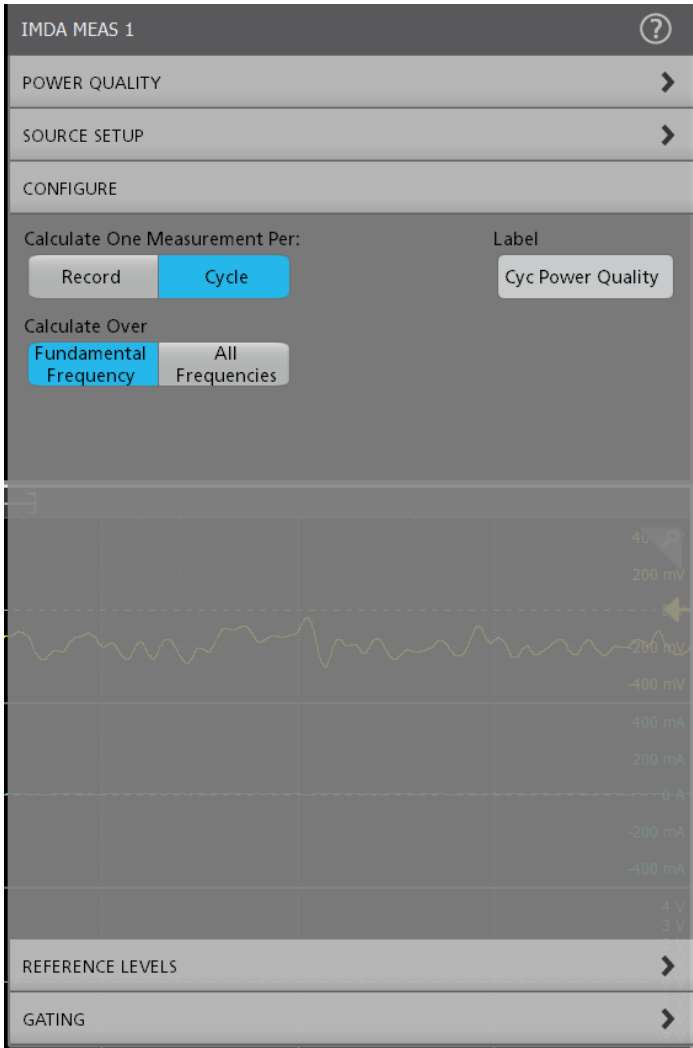 IMDA MEAS 1
?
POWER QUALITY
SOURCE SETUP
CONFIGURE
Calculate One Measurement Per:
Label
Record
Cycle
Cyc Power Quality
Calculate Over
Fundamental
Frequency
All
Frequencies
200 mV
-200 mV
-400 mV
400 mA
200 mA
0 A
-200 mA
-400 mA
4 V
3 V
REFERENCE LEVELS
GATING